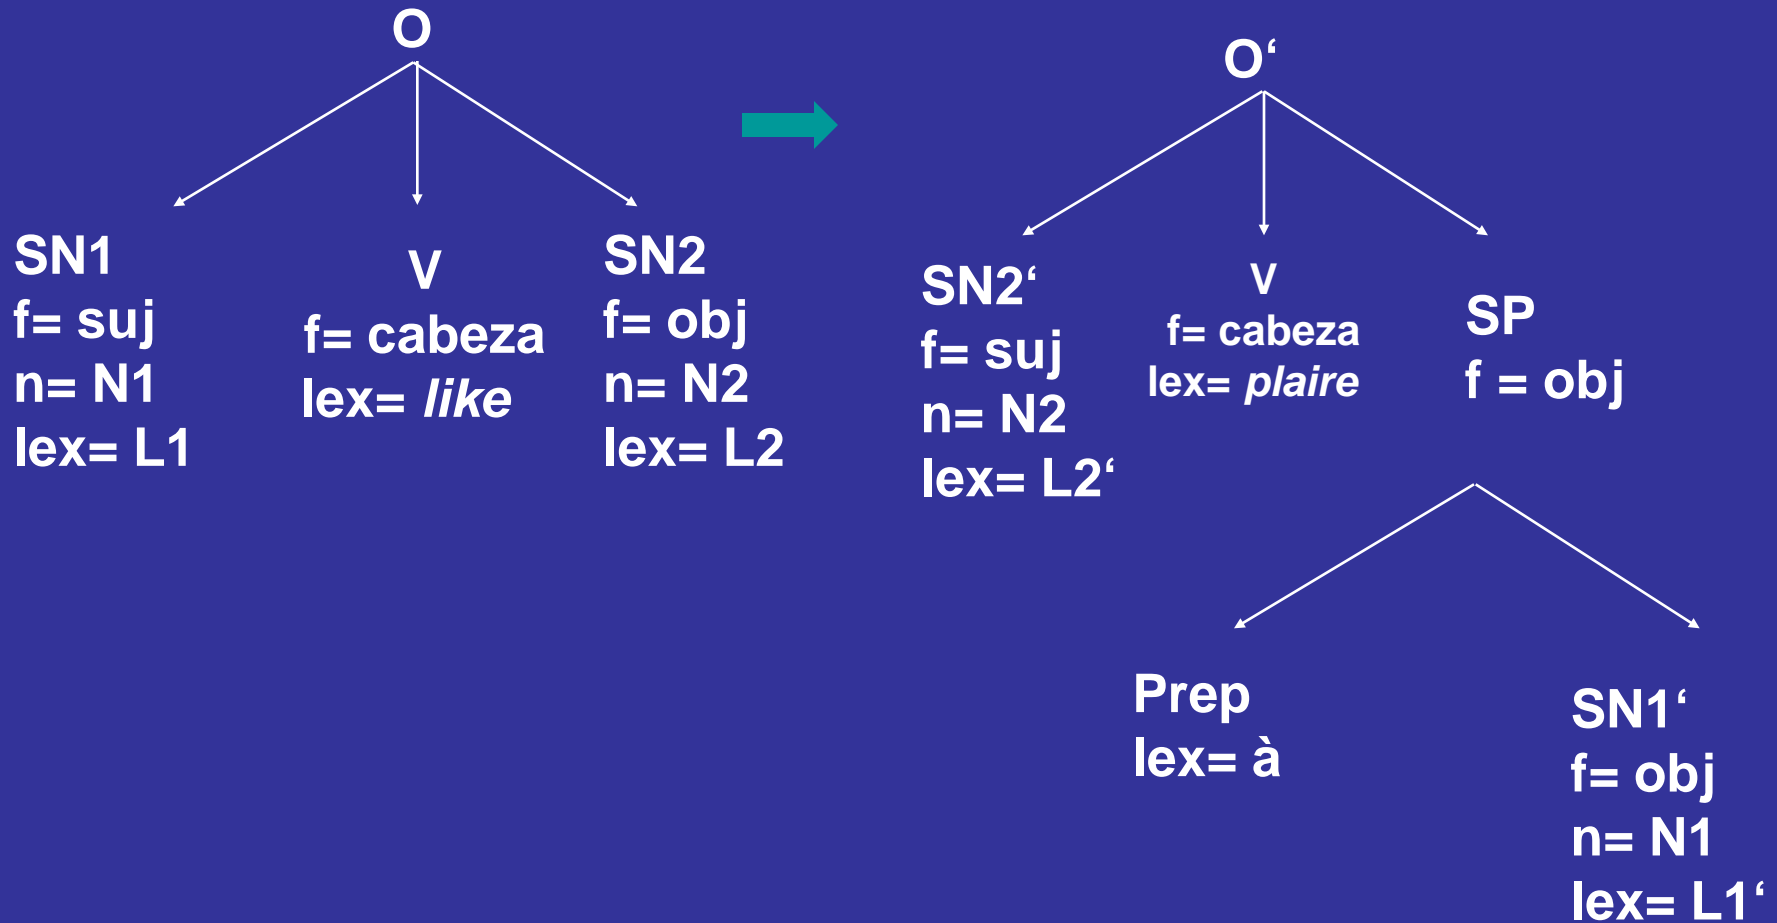 O
SN1
f= suj
n= N1
lex= L1
V
f= cabeza
lex= like
SN2
f= obj
n= N2
lex= L2
O‘
SN2‘
f= suj
n= N2
lex= L2‘
V
f= cabeza
lex= plaire
SP
f = obj
Prep
lex= à
SN1‘
f= obj
n= N1
lex= L1‘